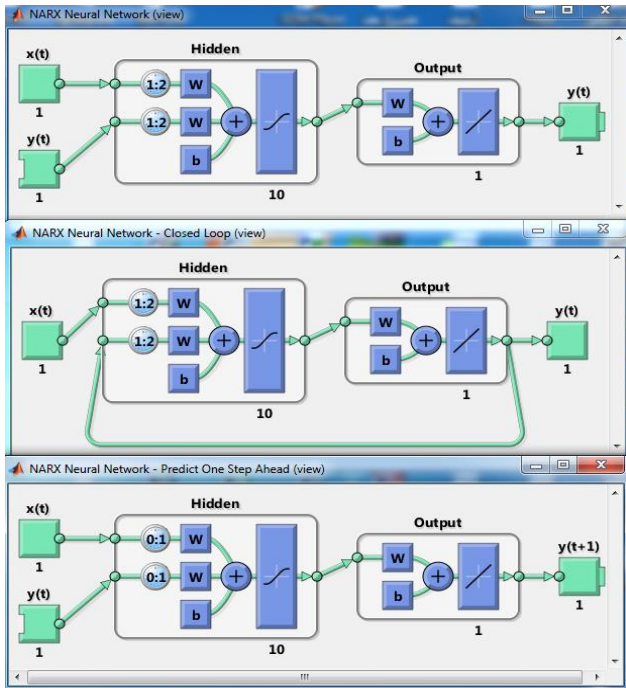 NARX Neural Network (view)
Hidden
Output
x(t)
1
y(t)
1
1:2
W
1:2
W
b
+
10
W
b
+
1
y(t)
1
NARX Neural Network - Closed Loop (view)
Hidden
Output
x(t)
1
1:2
W
1:2
W
b
+
10
W
b
+
1
y(t)
1
NARX Neural Network - Predict One Step Ahead (view)
Hidden
Output
x(t)
1
y(t)
1
0:1
W
0:1
W
b
+
10
W
b
+
1
y(t+1)
1